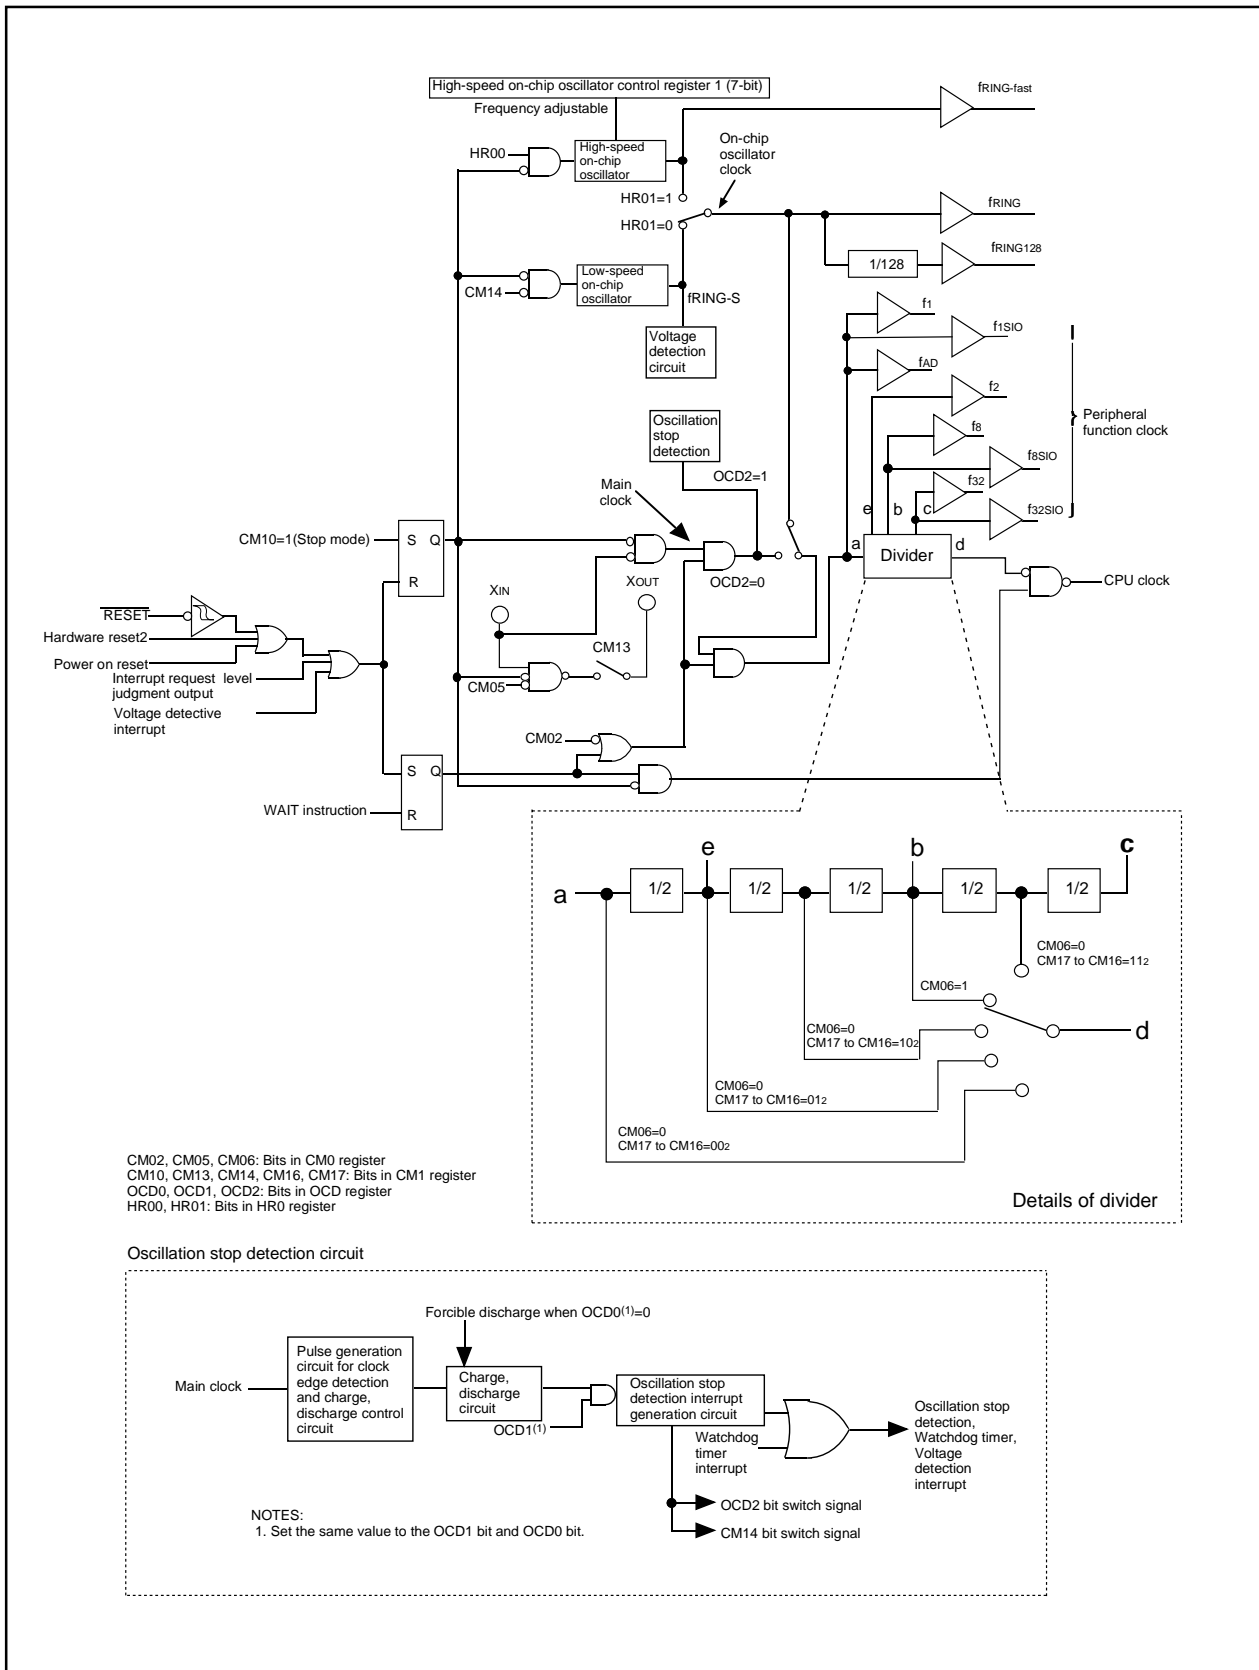 High-speed on-chip oscillator control register 1 (7-bit)
Frequency adjustable
fRING-fast
HR00
High-speed
on-chip
oscillator
On-chip
oscillator
clock
HR01=1
HR01=0
fRING
1/128
fRING128
CM14
Low-speed
on-chip
oscillator
fRING-S
Voltage
detection
circuit
f1
f1SIO
fAD
f2
f8
f8SIO
f32
f32SIO
Peripheral
function clock
Oscillation
stop
detection
OCD2=1
Main
clock
OCD2=0
CM10=1(Stop mode)
S Q
R
e b c
a Divider d
CPU clock
XIN
XOUT
CM13
CM05
RESET
Hardware reset2
Power on reset
Interrupt request level
judgment output
Voltage detective
interrupt
CM02
S Q
R
WAIT instruction
e b c
a 1/2 1/2 1/2 1/2 1/2
CM06=0
CM17 to CM16=112
CM06=1
CM06=0
CM17 to CM16=102
d
CM06=0
CM17 to CM16=012
CM06=0
CM17 to CM16=002
Details of divider
CM02, CM05, CM06: Bits in CM0 register
CM10, CM13, CM14, CM16, CM17: Bits in CM1 register
OCD0, OCD1, OCD2: Bits in OCD register
HR00, HR01: Bits in HR0 register
Oscillation stop detection circuit
Forcible discharge when OCD0(1)=0
Main clock
Pulse generation
circuit for clock
edge detection
and charge,
discharge control
circuit
Charge,
discharge
circuit
OCD1(1)
Oscillation stop
detection interrupt
generation circuit
Watchdog
timer
interrupt
Oscillation stop
detection,
Watchdog timer,
Voltage
detection
interrupt
OCD2 bit switch signal
CM14 bit switch signal
NOTES:
1. Set the same value to the OCD1 bit and OCD0 bit.